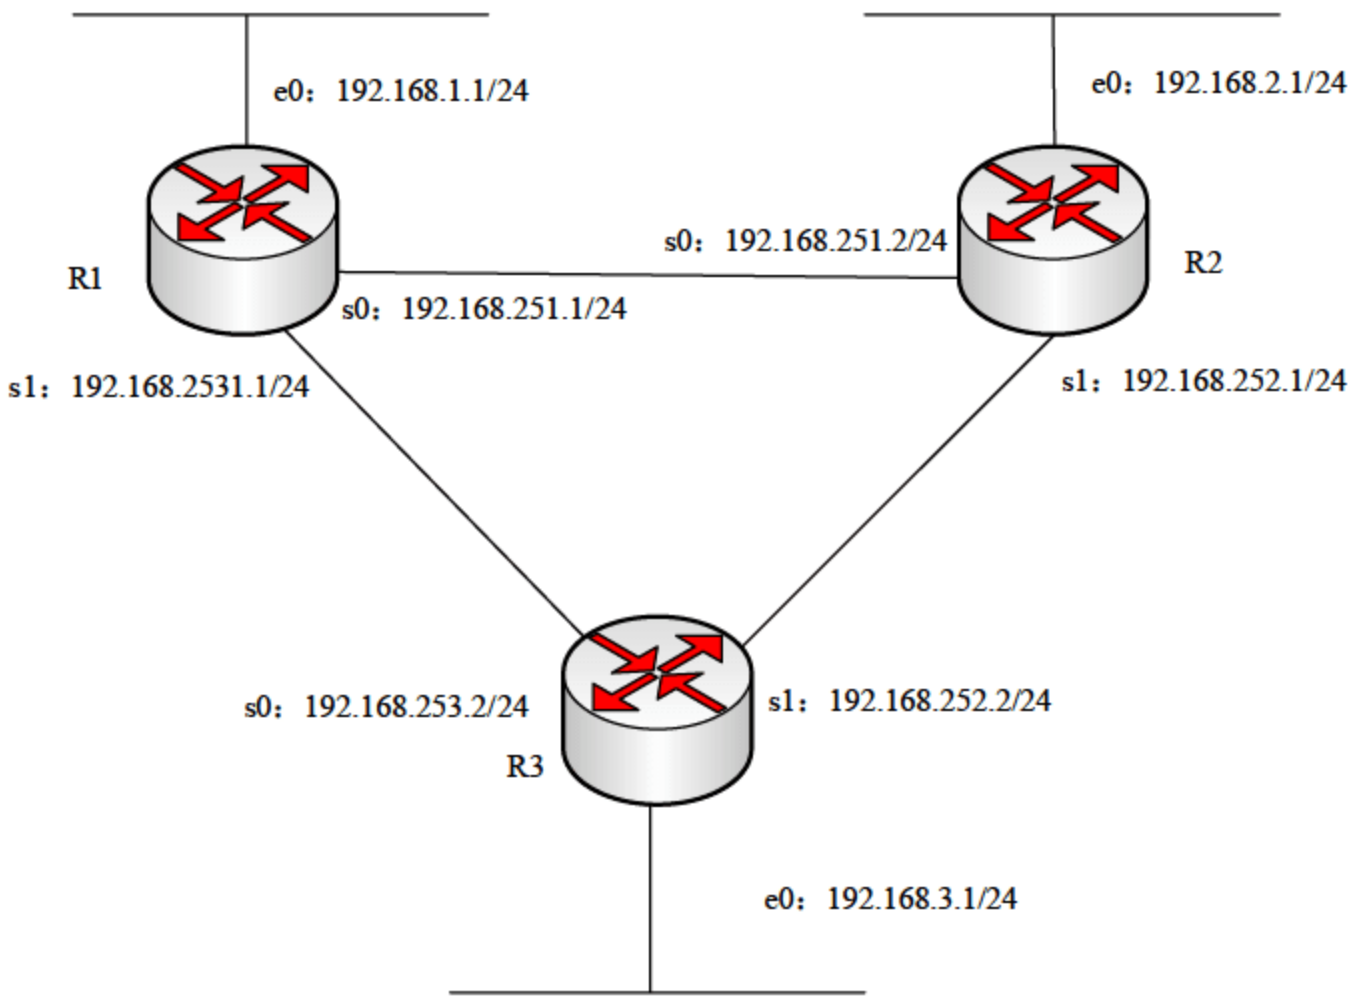 e0：192.168.1.1/24
e0：192.168.2.1/24
s0：192.168.251.2/24
R2
R1
s0：192.168.251.1/24
s1：192.168.2531.1/24
s1：192.168.252.1/24
s0：192.168.253.2/24
s1：192.168.252.2/24
R3
e0：192.168.3.1/24